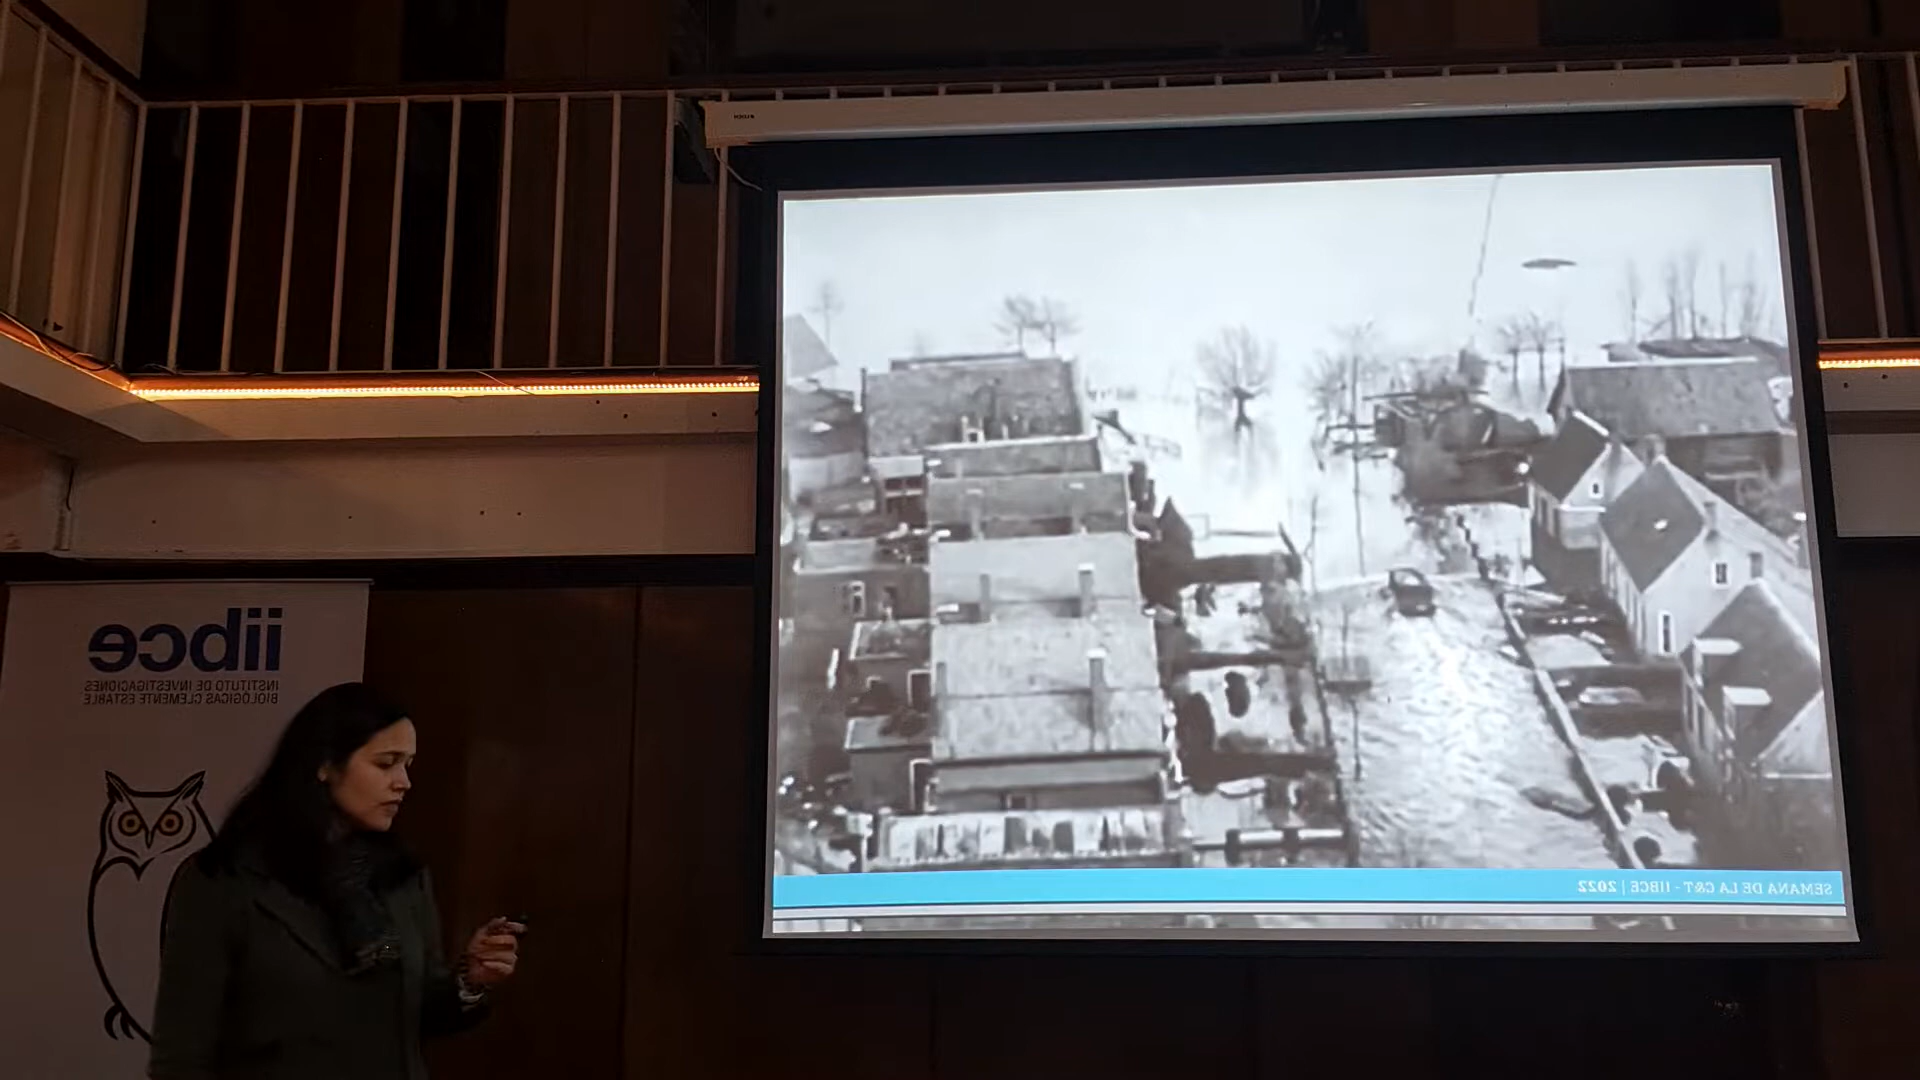 iibce
INSTITUTO DE INVESTIGACIONES
BIOLÓGICAS CLEMENTE ESTABLE
SEMANA DE LA C&T - IIBCE | 2022